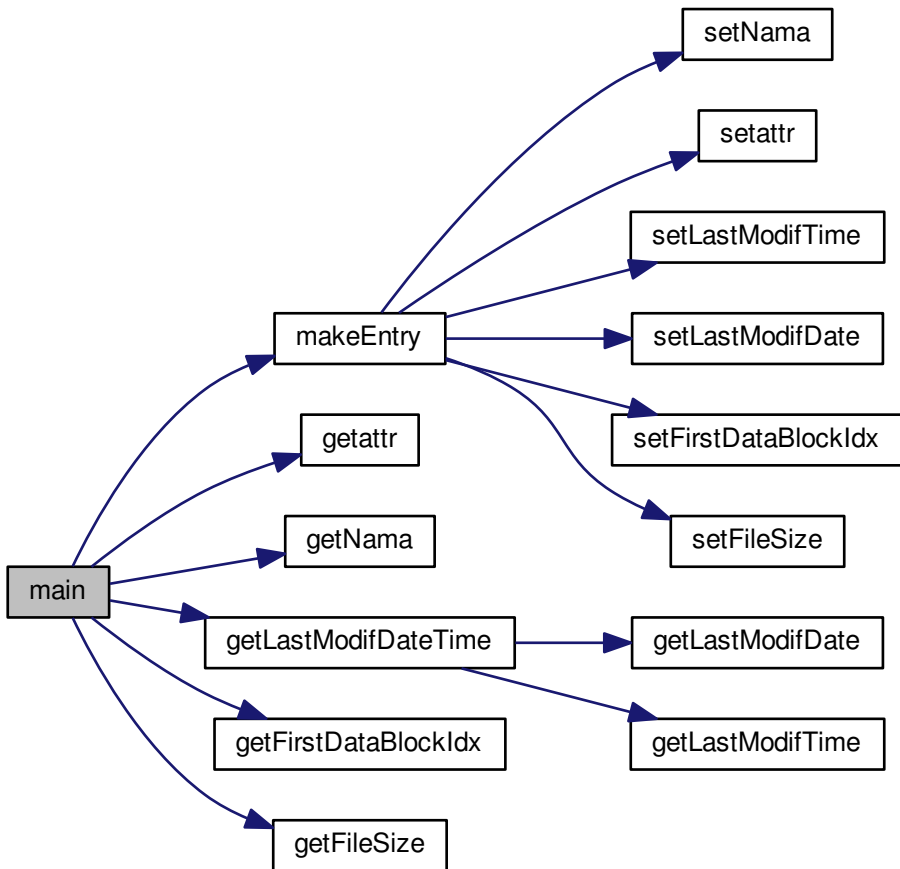 setNama
setattr
setLastModifTime
makeEntry
setLastModifDate
getattr
setFirstDataBlockIdx
getNama
setFileSize
main
getLastModifDateTime
getLastModifDate
getFirstDataBlockIdx
getLastModifTime
getFileSize